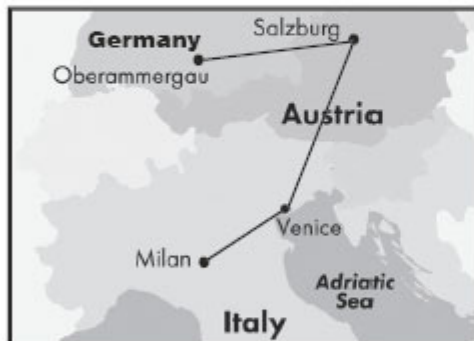 Salzburg
Germany
Oberammergau
Austria
Venice
Milan
Adriatic
Sea
Italy